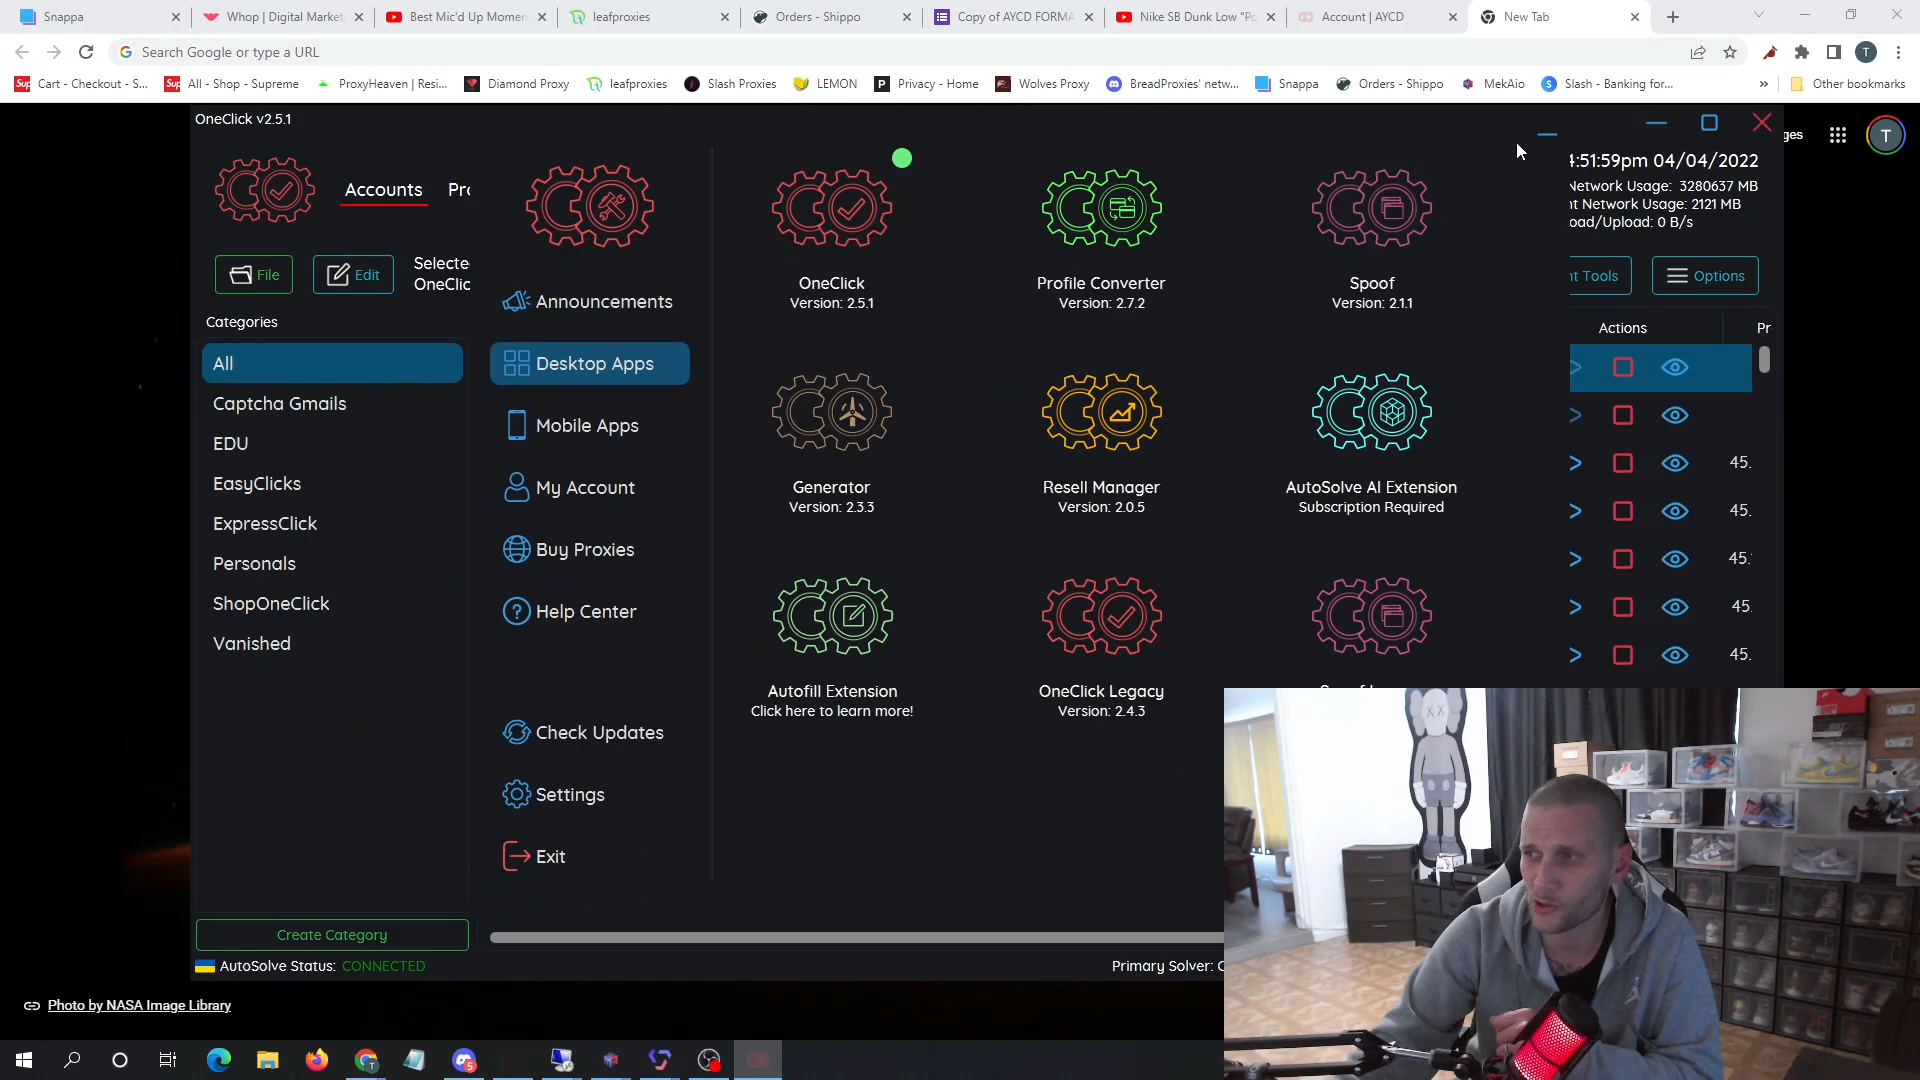 Snappa
Whop | Digital Market
Best Mic'd Up Momen
leafproxies
Orders - Shippo
Copy of AYCD FORMA
Nike SB Dunk Low "Po
Account | AYCD
New Tab
Search Google or type a URL
T
Cart - Checkout - S...
All - Shop - Supreme
ProxyHeaven | Resi...
Diamond Proxy
leafproxies
Slash Proxies
LEMON
Privacy - Home
Wolves Proxy
BreadProxies' netw...
Snappa
Orders - Shippo
MekAio
Slash - Banking for...
»
Other bookmarks
OneClick v2.5.1
ges
T
4:51:59pm 04/04/2022
Network Usage: 3280637 MB
nt Network Usage: 2121 MB
oad/Upload: 0 B/s
Accounts
Pro
File
Edit
Selecte
OneClic
nt Tools
Options
Categories
Actions
Pr
All
Captcha Gmails
EDU
EasyClicks
ExpressClick
Personals
ShopOneClick
Vanished
Announcements
Desktop Apps
Mobile Apps
My Account
Buy Proxies
Help Center
Check Updates
Settings
Exit
OneClick
Version: 2.5.1
Profile Converter
Version: 2.7.2
Spoof
Version: 2.1.1
Generator
Version: 2.3.3
Resell Manager
Version: 2.0.5
AutoSolve AI Extension
Subscription Required
Autofill Extension
Click here to learn more!
OneClick Legacy
Version: 2.4.3
45.
45.
45.
45.
45.
Create Category
AutoSolve Status: CONNECTED
Primary Solver: C
Photo by NASA Image Library